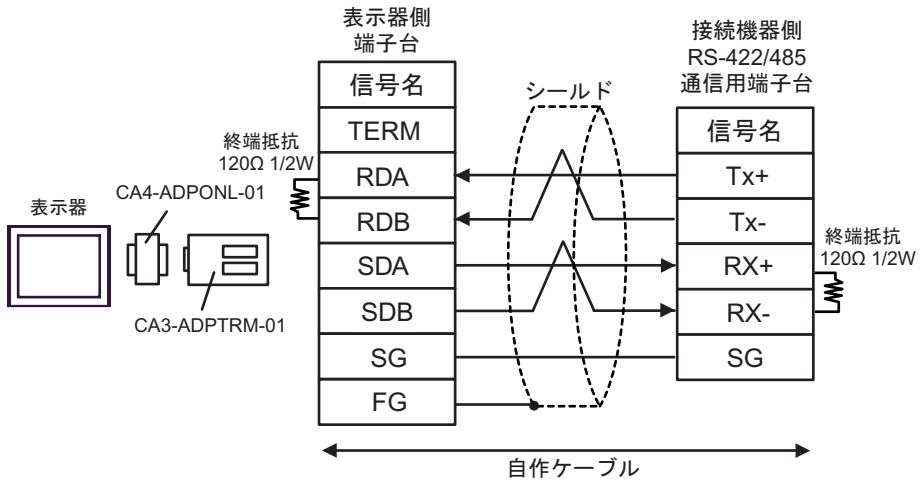 表示器側
端子台
接続機器側
RS-422/485
通信用端子台
シールド
信号名
信号名
TERM
終端抵抗
120Ω 1/2W
RDA
Tx+
CA4-ADPONL-01
表示器
RDB
Tx-
SDA
RX+
終端抵抗
120Ω 1/2W
CA3-ADPTRM-01
SDB
RX-
SG
SG
FG
自作ケーブル